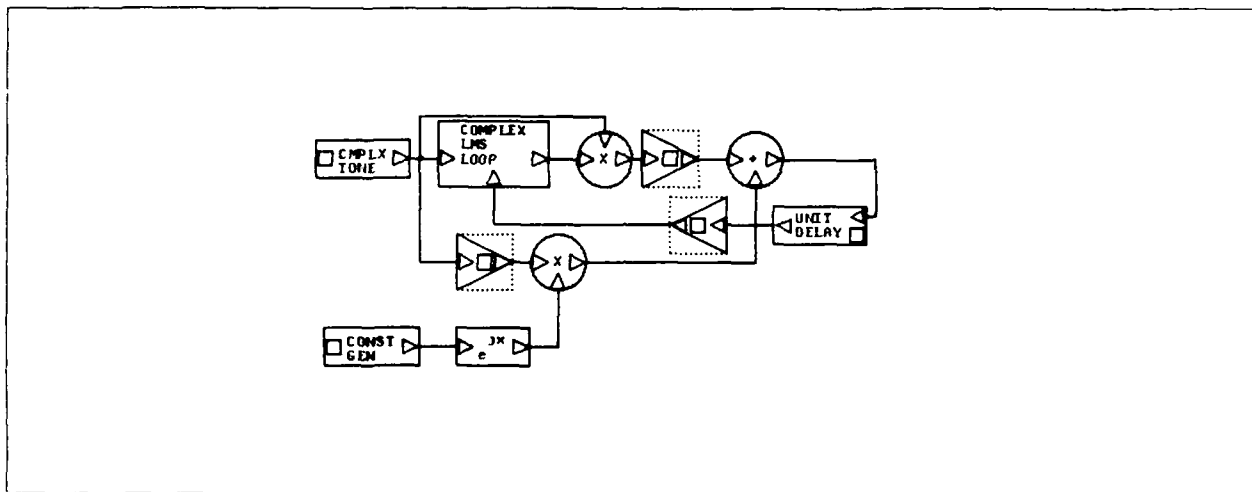 COMPLEX
LMS
LOOP
CMPLX
TONE
X
+
UNIT
DELAY
X
CONST
GEN
e jx